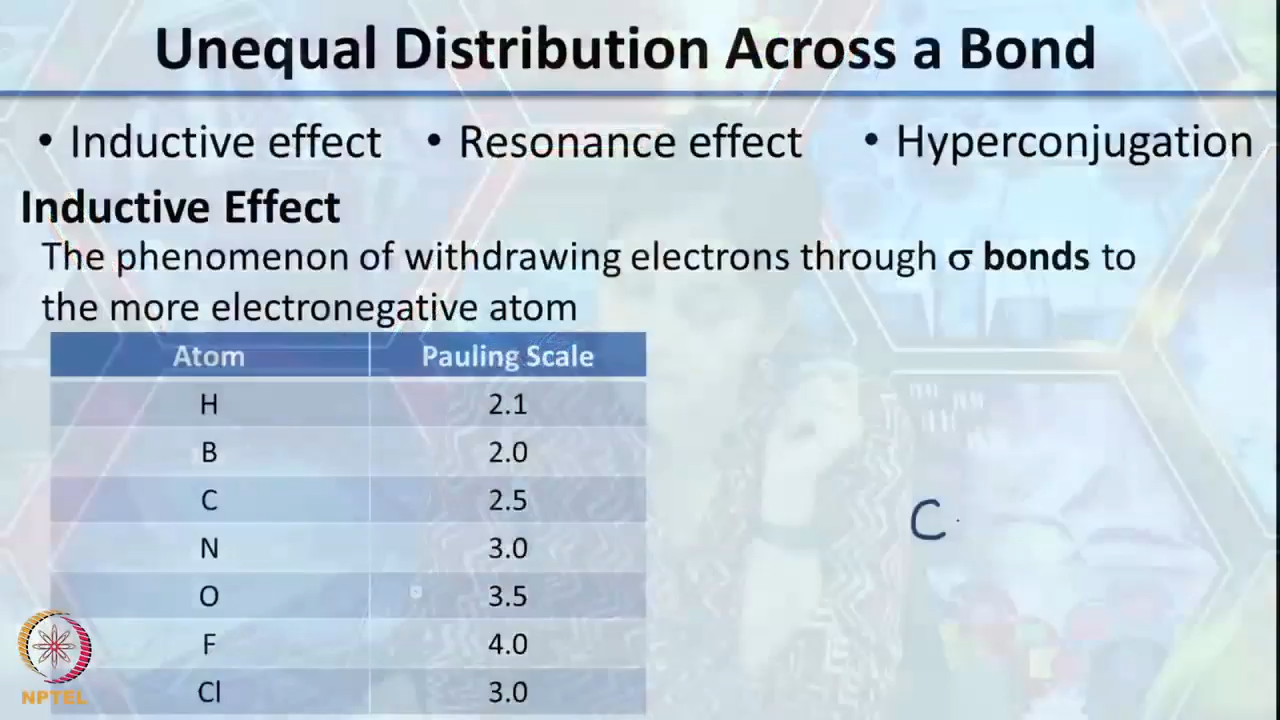 Unequal Distribution Across a Bond
• Inductive effect • Resonance effect • Hyperconjugation
Inductive Effect
The phenomenon of withdrawing electrons through σ bonds to
the more electronegative atom
Atom Pauling Scale
H 2.1
B 2.0
C 2.5
N 3.0
O 3.5
F 4.0
Cl 3.0
C
NPTEL